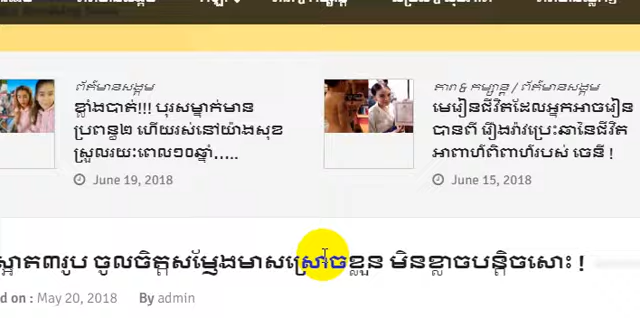 ព័ត៌មានសង្គម
ខ្លាំងបាត់!!! បុរសម្នាក់មាន
ប្រពន្ធ២ ហើយរស់នៅយ៉ាងសុខ
ស្រួលរយៈពេល១០ឆ្នាំ…..
June 19, 2018
តារា & កម្សាន្ត / ព័ត៌មានសង្គម
មេរៀនជីវិតដែលអ្នកអាចរៀន
បានពី រឿងរ៉ាវប្រេះឆានៃជីវិត
អាពាហ៍ពិពាហ៍របស់ ចេនី !
June 15, 2018
ស្អាត៣រូប ចូលចិត្តសម្ដែងមាសស្រោចខ្លួន មិនខ្លាចបន្តិចសោះ !
d on : May 20, 2018 By admin